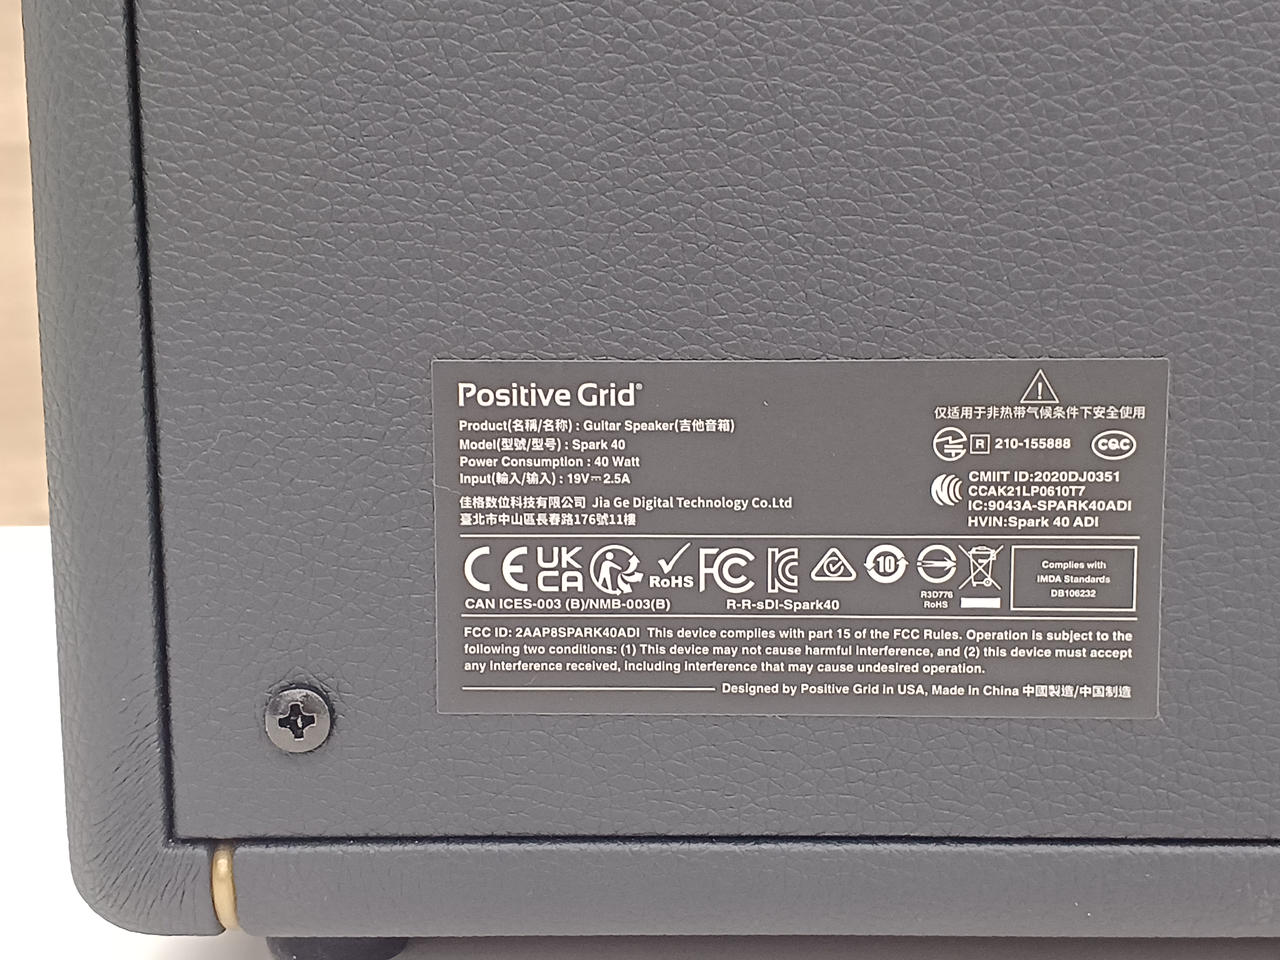 Positive Grid®
Product(名稱/名称) : Guitar Speaker(吉他音箱)
Model(型號/型号) : Spark 40
Power Consumption : 40 Watt
Input(輸入/输入) : 19V⎓2.5A
佳格數位科技有限公司 Jia Ge Digital Technology Co.Ltd
臺北市中山區長春路176號11樓
仅适用于非热带气候条件下安全使用
R 210-155888 CQC
CMIIT ID:2020DJ0351
CCAK21LP0610T7
IC:9043A-SPARK40ADI
HVIN:Spark 40 ADI
CE UK CA RoHS FC KC 10
R3D776
RoHS
Complies with
IMDA Standards
DB106232
CAN ICES-003 (B)/NMB-003(B) R-R-sDI-Spark40
FCC ID: 2AAP8SPARK40ADI This device complies with part 15 of the FCC Rules. Operation is subject to the
following two conditions: (1) This device may not cause harmful interference, and (2) this device must accept
any interference received, including interference that may cause undesired operation.
Designed by Positive Grid in USA, Made in China 中國製造/中国制造